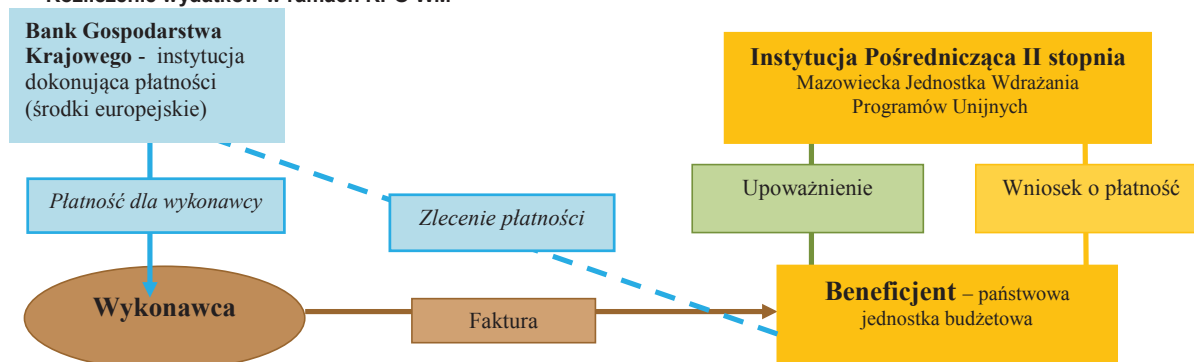 Bank Gospodarstwa
Krajowego - instytucja
dokonująca płatności
(środki europejskie)
Instytucja Pośrednicząca II stopnia
Mazowiecka Jednostka Wdrażania
Programów Unijnych
Płatność dla wykonawcy
Zlecenie płatności
Upoważnienie
Wniosek o płatność
Wykonawca
Faktura
Beneficjent – państwowa
jednostka budżetowa